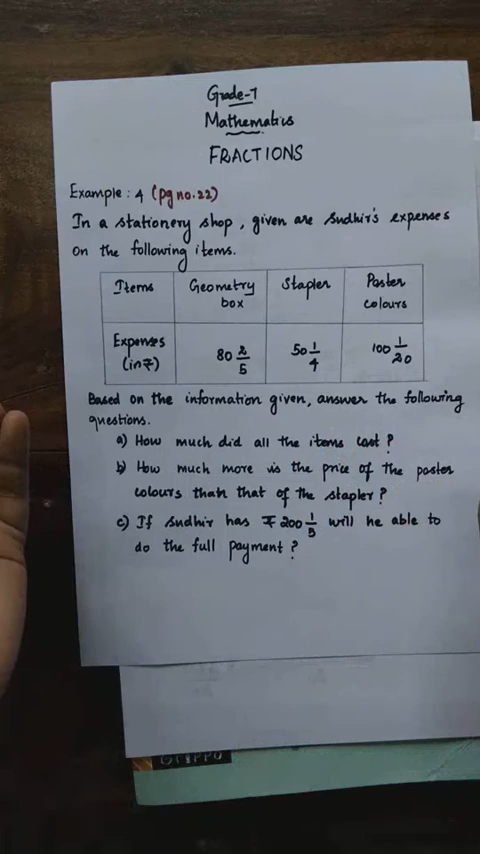 Grade-7
Mathematics
FRACTIONS
Example : 4 (Pg no.22)
In a stationery shop, given are Sudhir's expenses
on the following items.
Items Geometry box Stapler Poster colours
Expenses (in ₹) 80 2/5 50 1/4 100 1/20
Based on the information given, answer the following
questions.
a) How much did all the items cost ?
b) How much more is the price of the poster
colours than that of the stapler ?
c) If Sudhir has ₹ 200 1/5 will he able to
do the full payment ?